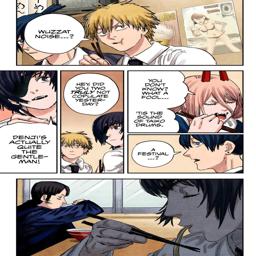 WUZZAT
NOISE...?
YOU
DON'T
KNOW? WHAT
A FOOL...
'TIS THE
SOUND OF
TAIKO
DRUMS.
A
FESTIVAL
...?
HEY. DID
YOU TWO
TRULY NOT
COPULATE
YESTER-
DAY?
DENJI'S
ACTUALLY
QUITE
THE
GENTLE-
MAN!